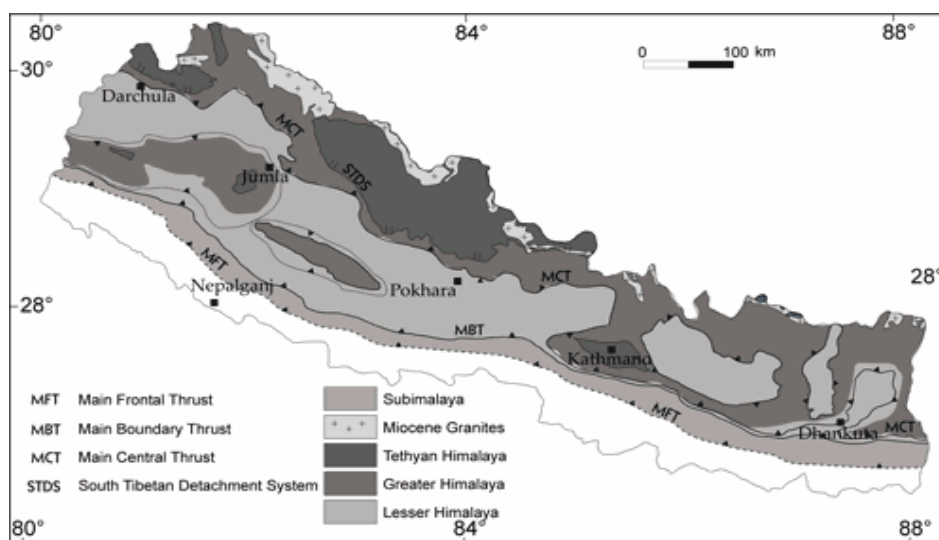 80°
84°
88°
30°
0 100 km
Darchula
MCT
Jumla
STDS
MFT
Nepalganj
Pokhara
MCT
28°
28°
MBT
Kathmand
MFT
Dhankuta
MCT
MFT Main Frontal Thrust
MBT Main Boundary Thrust
MCT Main Central Thrust
STDS South Tibetan Detachment System
Subimalaya
Miocene Granites
Tethyan Himalaya
Greater Himalaya
Lesser Himalaya
80°
84°
88°